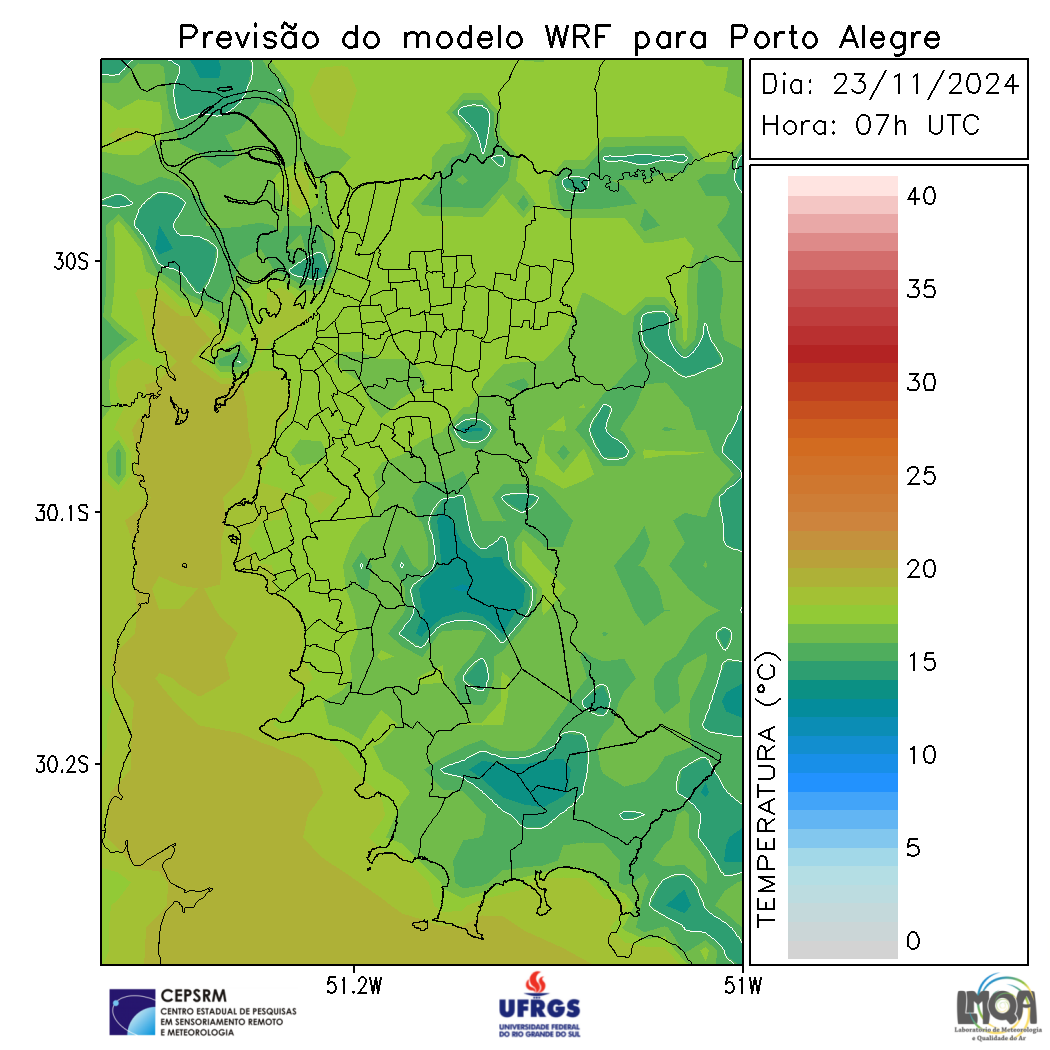 Previsão do modelo WRF para Porto Alegre
Dia: 23/11/2024
Hora: 07h UTC
40
35
30
25
20
15
10
5
0
TEMPERATURA (°C)
30S
30.1S
30.2S
51.2W
51W
CEPSRM
CENTRO ESTADUAL DE PESQUISAS
EM SENSORIAMENTO REMOTO
E METEOROLOGIA
UFRGS
UNIVERSIDADE FEDERAL
DO RIO GRANDE DO SUL
LMQA
Laboratório de Meteorologia
e Qualidade do Ar